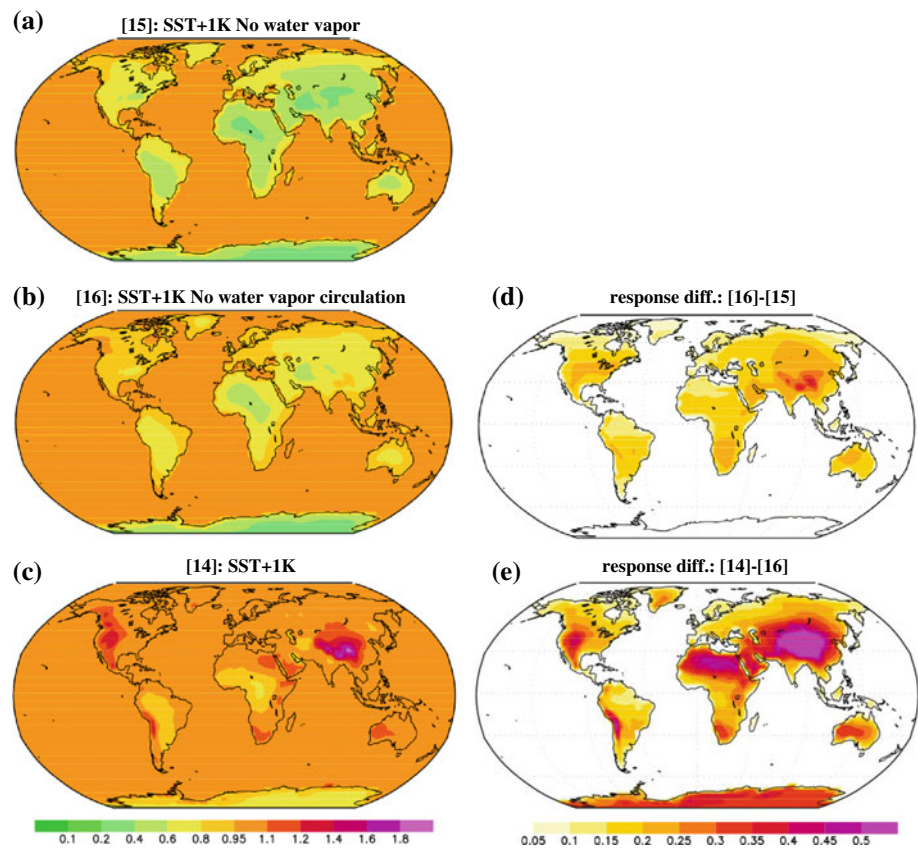 (a)
[15]: SST+1K No water vapor
(b)
[16]: SST+1K No water vapor circulation
(d)
response diff.: [16]-[15]
(c)
[14]: SST+1K
(e)
response diff.: [14]-[16]
0.1 0.2 0.4 0.6 0.8 0.95 1.1 1.2 1.4 1.6 1.8
0.05 0.1 0.15 0.2 0.25 0.3 0.35 0.4 0.45 0.5